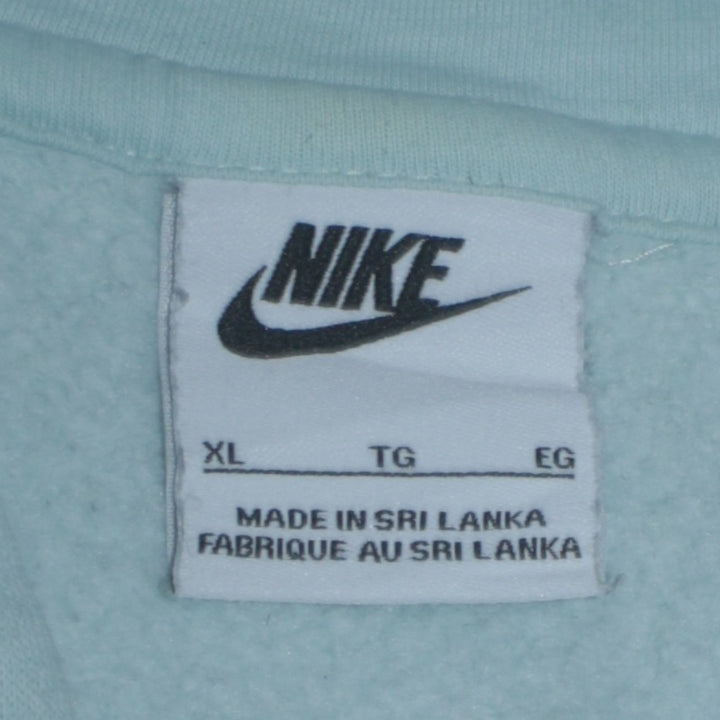 NIKE
XL TG EG
MADE IN SRI LANKA
FABRIQUE AU SRI LANKA